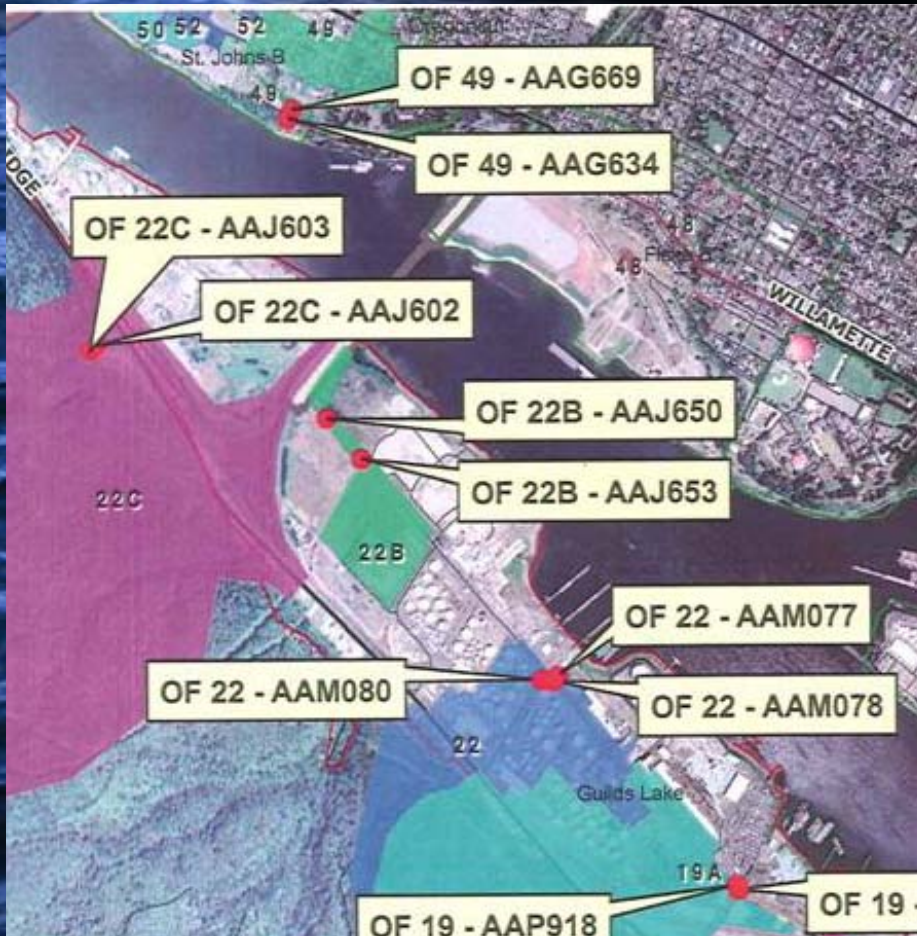 50 52 52 49
St. Johns B
49
OF 49 - AAG669
OF 49 - AAG634
OF 22C - AAJ603
OF 22C - AAJ602
48
48
WILLAMETTE
OF 22B - AAJ650
OF 22B - AAJ653
22C
22B
OF 22 - AAM077
OF 22 - AAM080
OF 22 - AAM078
22
Guilds Lake
19A
OF 19 - AAP918
OF 19 -